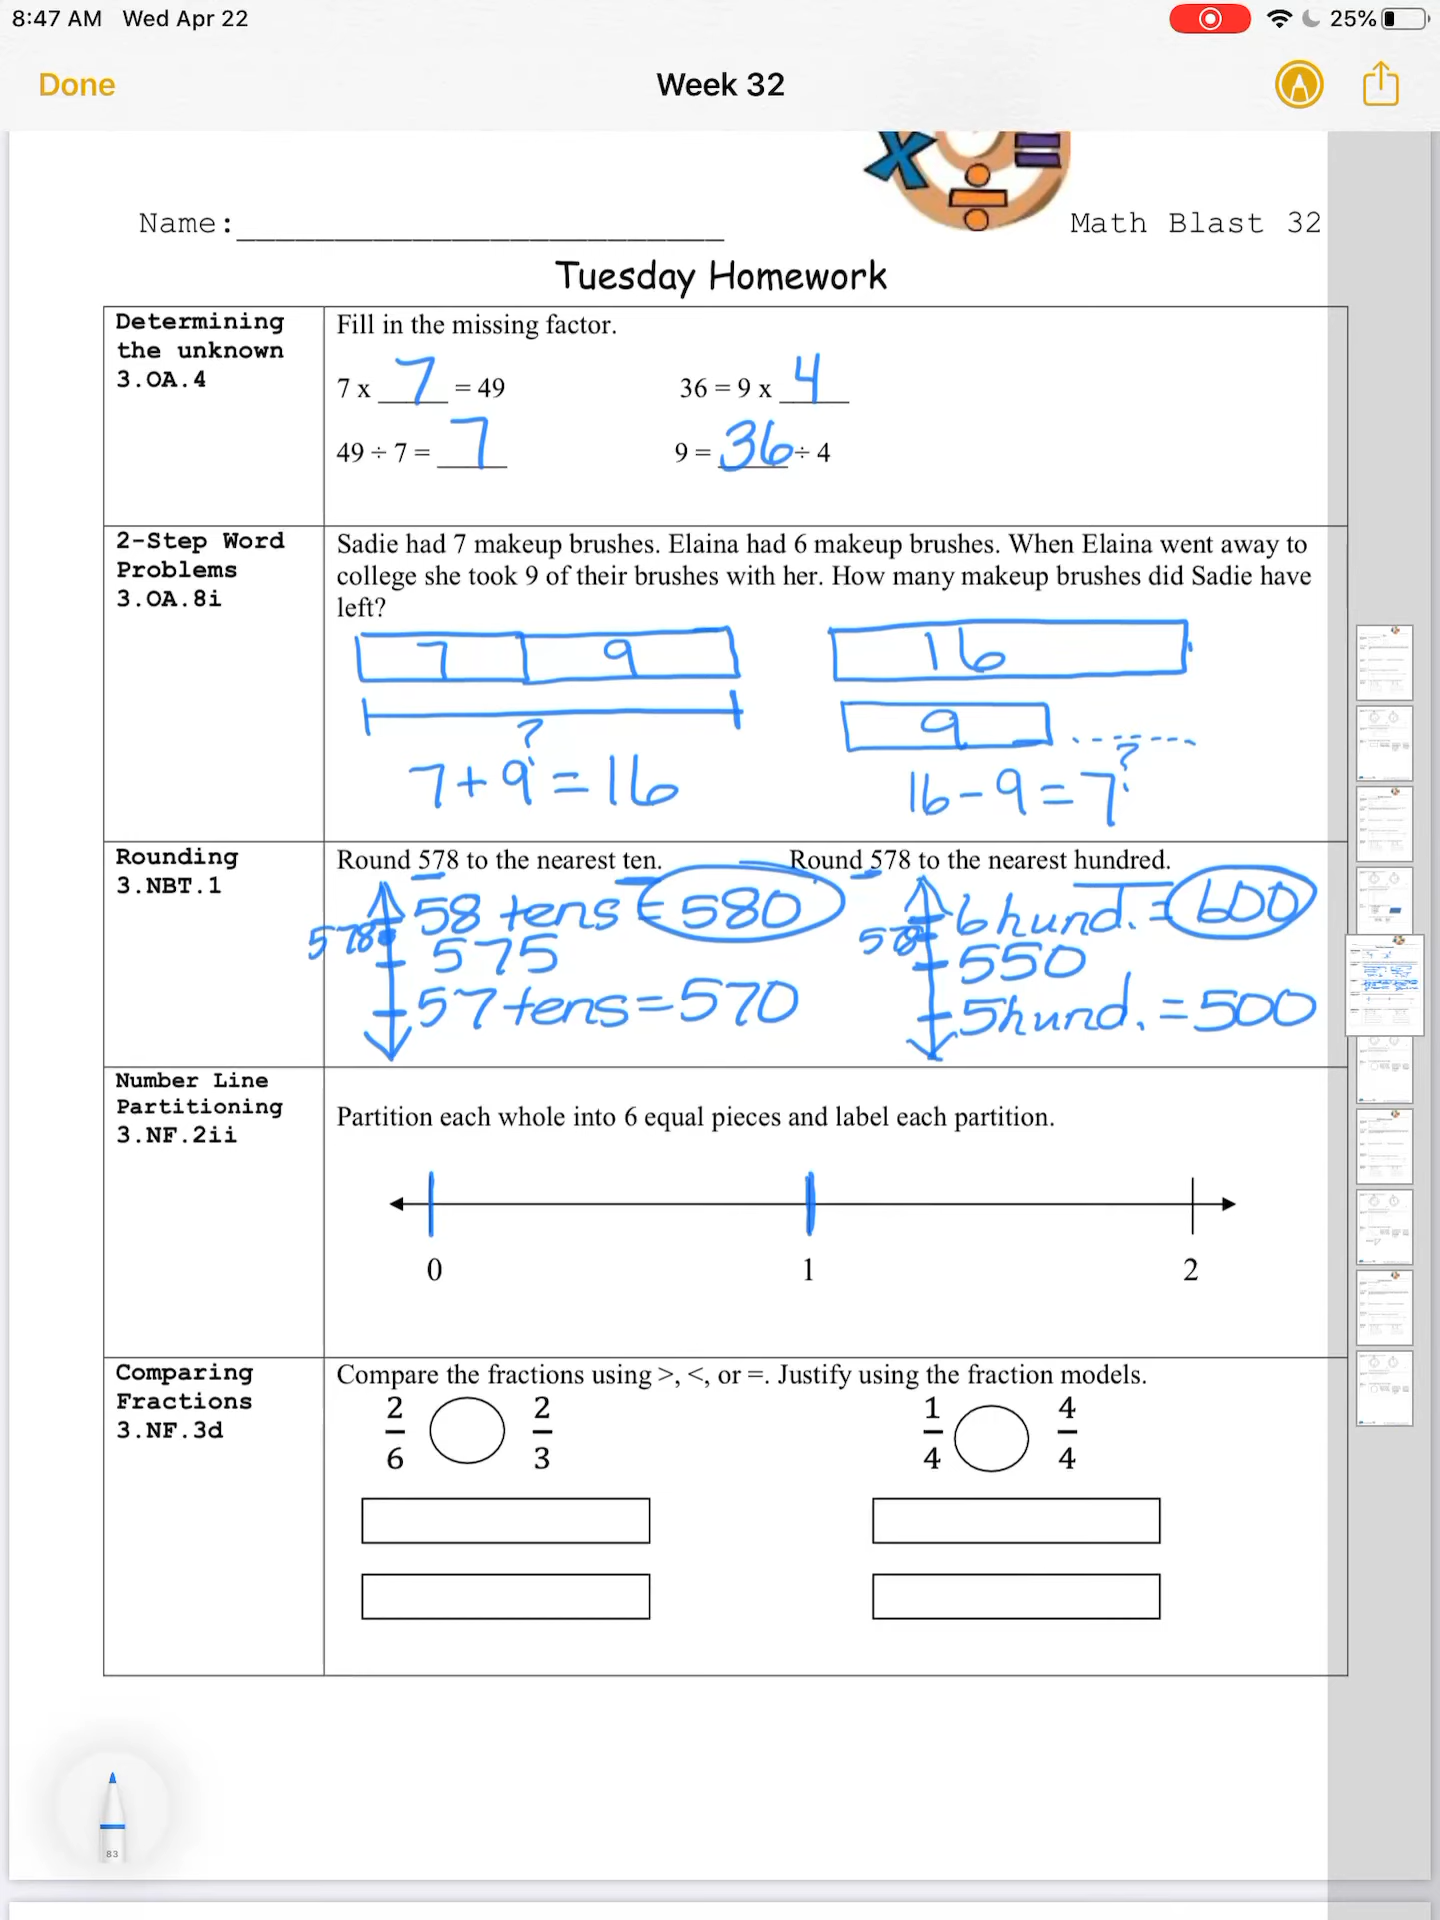 8:47 AM Wed Apr 22
25%
Done
Week 32
Name:
Math Blast 32
Tuesday Homework
Determining
the unknown
3.OA.4
Fill in the missing factor.
7 x 7 = 49
36 = 9 x 4
49 ÷ 7 = 7
9 = 36 ÷ 4
2-Step Word
Problems
3.OA.8i
Sadie had 7 makeup brushes. Elaina had 6 makeup brushes. When Elaina went away to
college she took 9 of their brushes with her. How many makeup brushes did Sadie have
left?
7 9
?
7 + 9 = 16
16
9
?
16 - 9 = 7
Rounding
3.NBT.1
Round 578 to the nearest ten.
58 tens = 580
578
575
57 tens = 570
Round 578 to the nearest hundred.
6 hund. = 600
578
550
5 hund. = 500
Number Line
Partitioning
3.NF.2ii
Partition each whole into 6 equal pieces and label each partition.
0 1 2
Comparing
Fractions
3.NF.3d
Compare the fractions using >, <, or =. Justify using the fraction models.
2/6 2/3
1/4 4/4
83